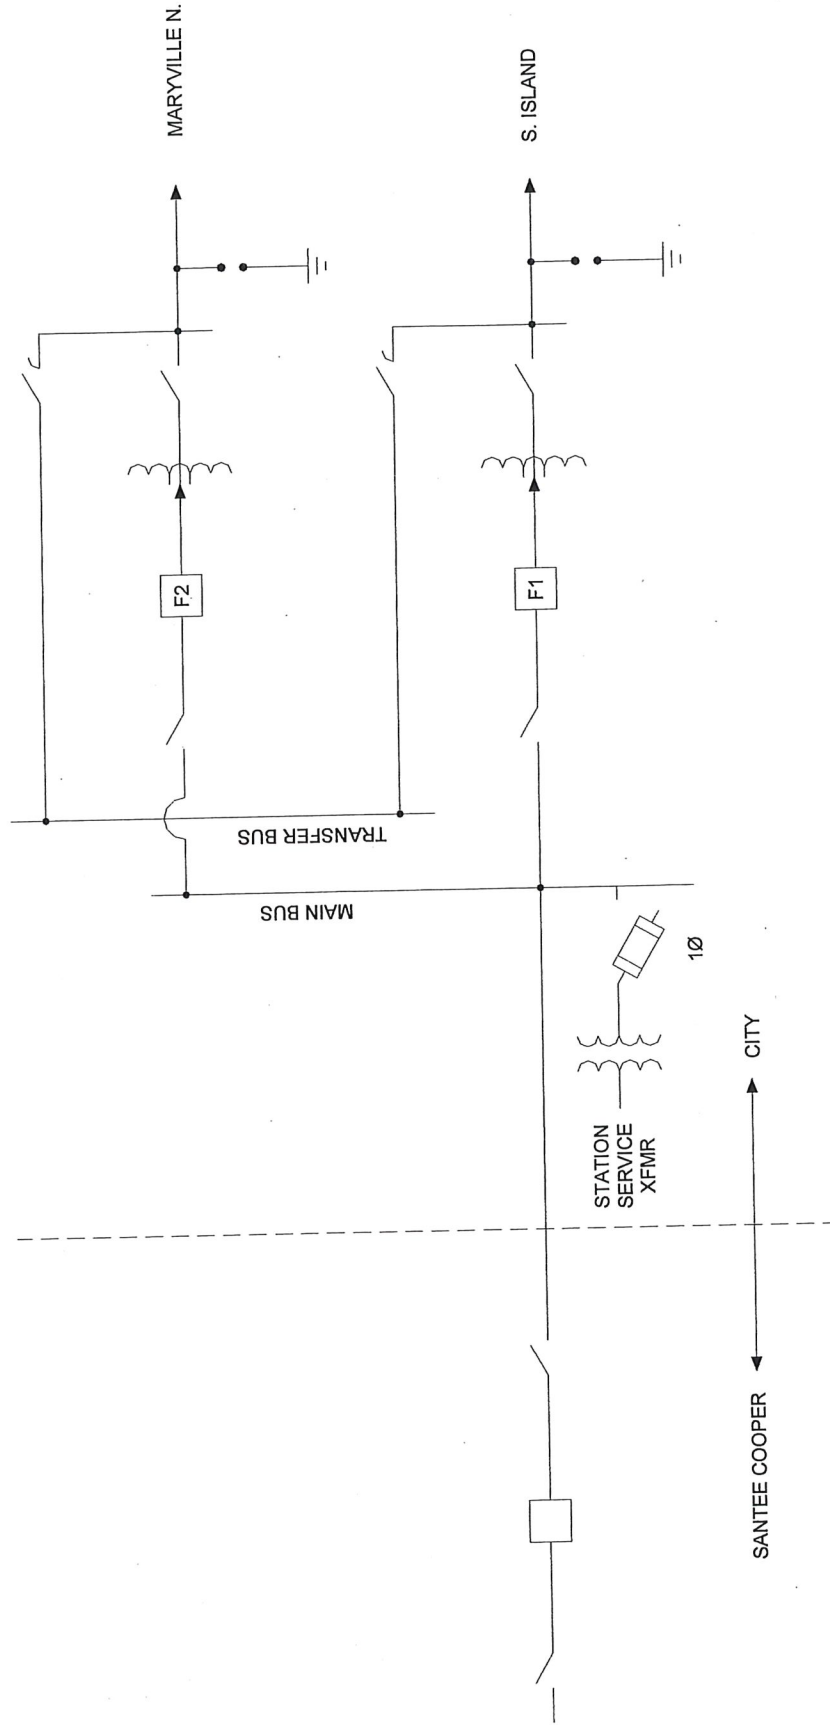 MARYVILLE N.
S. ISLAND
F2
F1
TRANSFER BUS
MAIN BUS
1Ø
STATION
SERVICE
XFMR
CITY
SANTEE COOPER